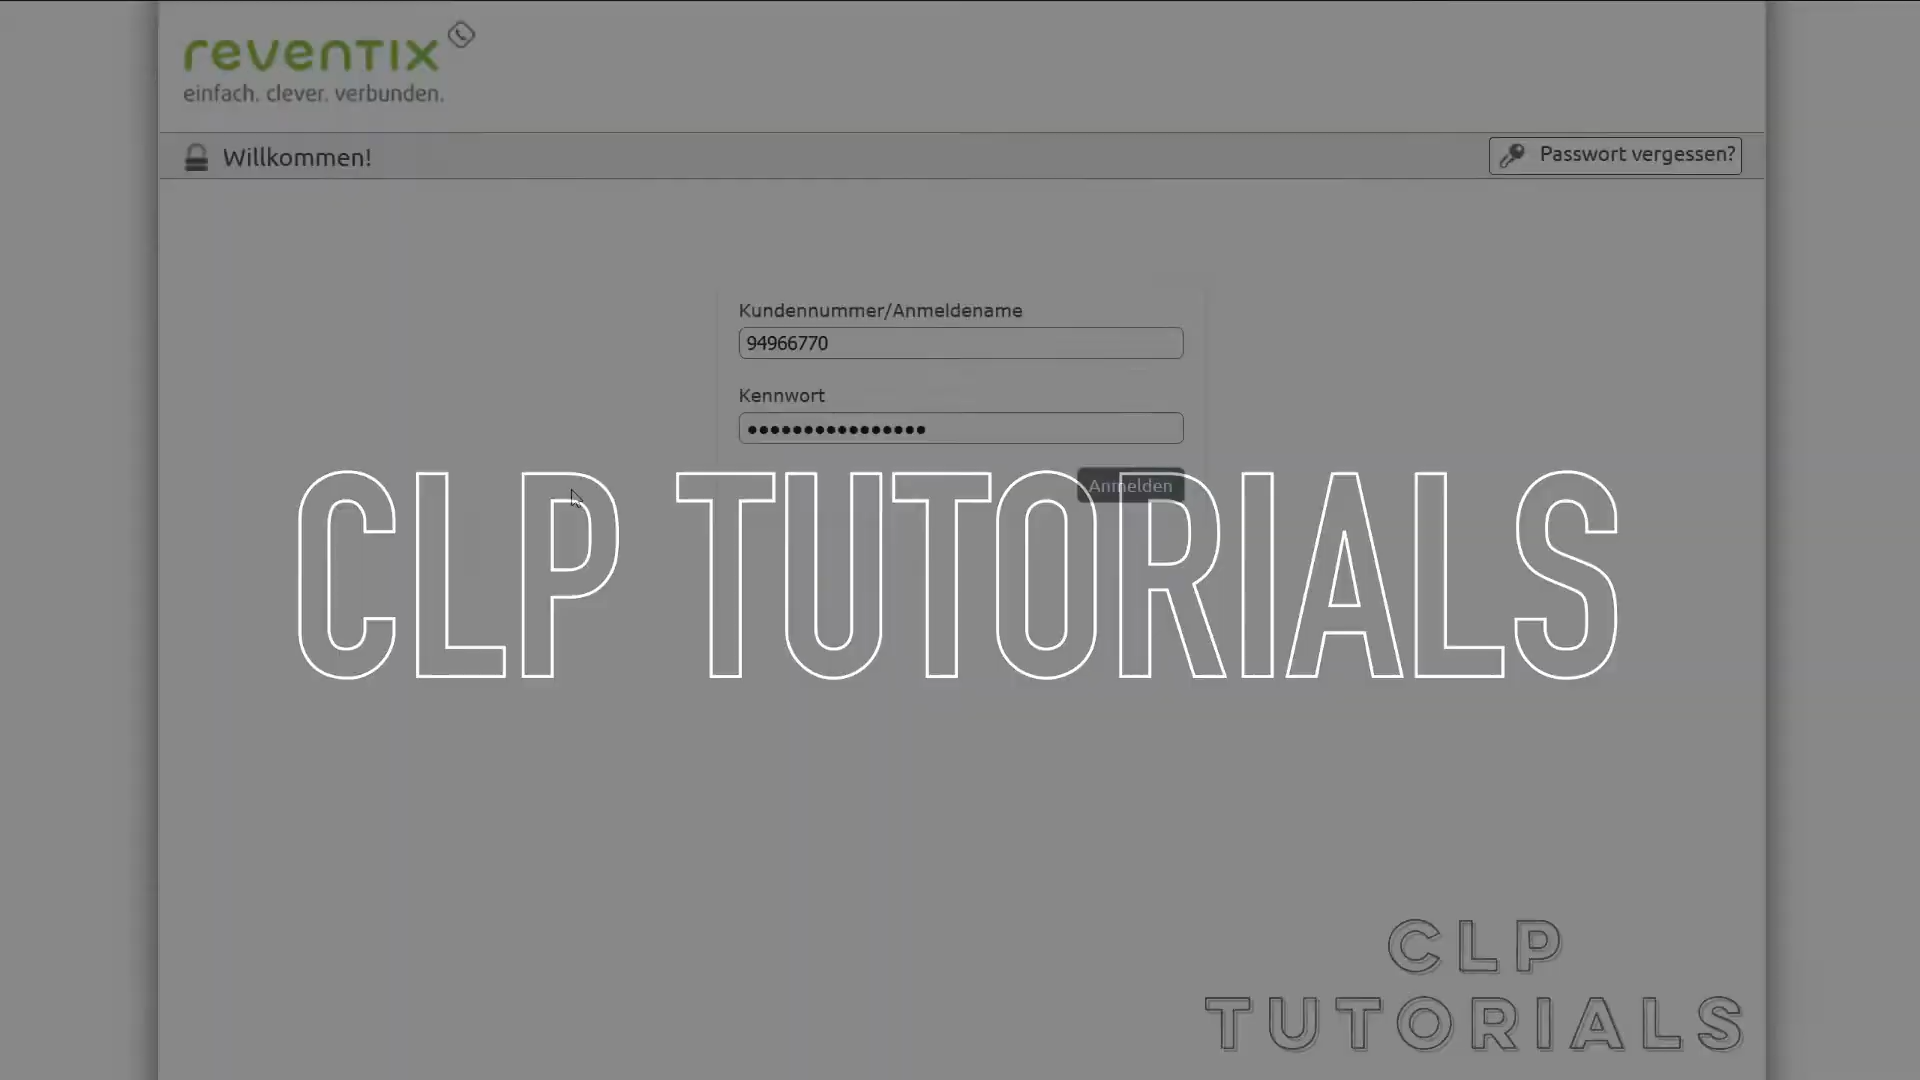 reventix
einfach. clever. verbunden.
Willkommen!
Passwort vergessen?
Kundennummer/Anmeldename
94966770
Kennwort
••••••••••••••••
Anmelden
CLP TUTORIALS
CLP
TUTORIALS